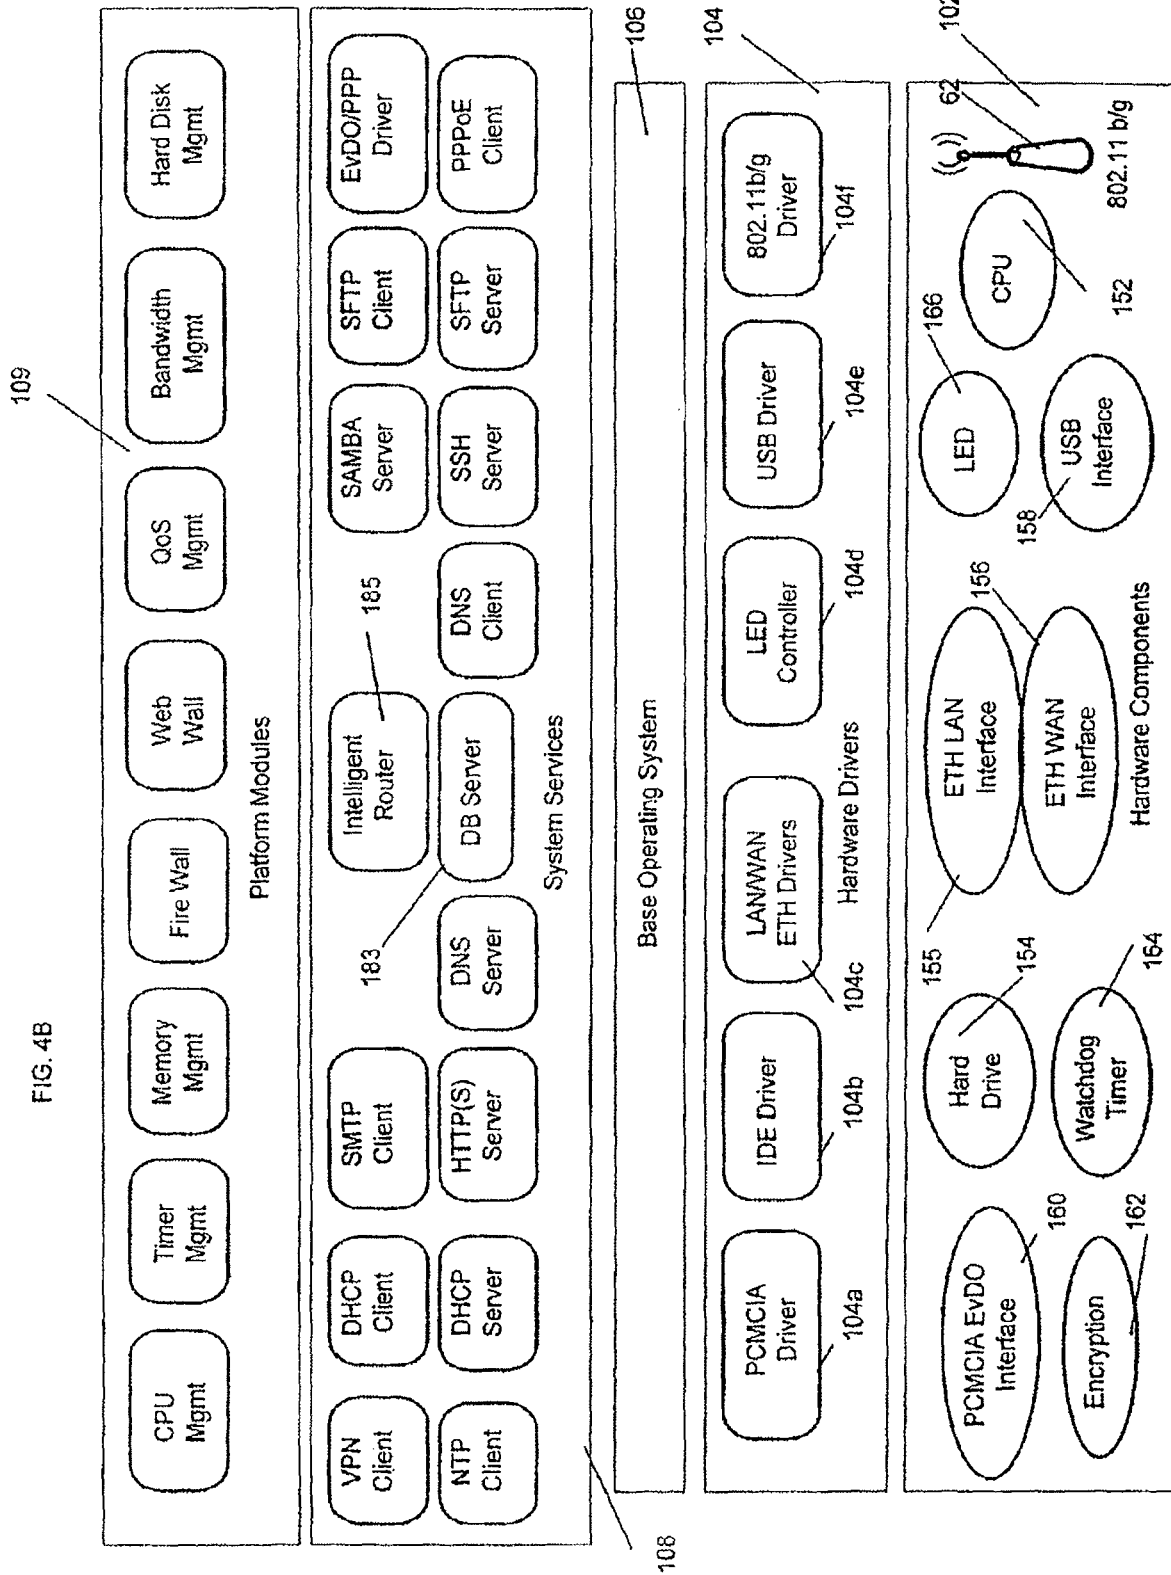 FIG. 4B
109
CPU
Mgmt
Timer
Mgmt
Memory
Mgmt
Fire Wall
Web
Wall
QoS
Mgmt
Bandwidth
Mgmt
Hard Disk
Mgmt
Platform Modules
VPN
Client
DHCP
Client
SMTP
Client
183
Intelligent
Router
185
SAMBA
Server
SFTP
Client
EvDO/PPP
Driver
NTP
Client
DHCP
Server
HTTP(S)
Server
DNS
Server
DB Server
DNS
Client
SSH
Server
SFTP
Server
PPPoE
Client
System Services
108
106
Base Operating System
104
PCMCIA
Driver
IDE Driver
LAN/WAN
ETH Drivers
LED
Controller
USB Driver
802.11b/g
Driver
104a
104b
104c
Hardware Drivers
104d
104e
104f
102
PCMCIA EvDO
Interface
160
Hard
Drive
154
155
ETH LAN
Interface
156
LED
166
CPU
152
62
802.11 b/g
Encryption
162
Watchdog
Timer
164
ETH WAN
Interface
158
USB
Interface
Hardware Components